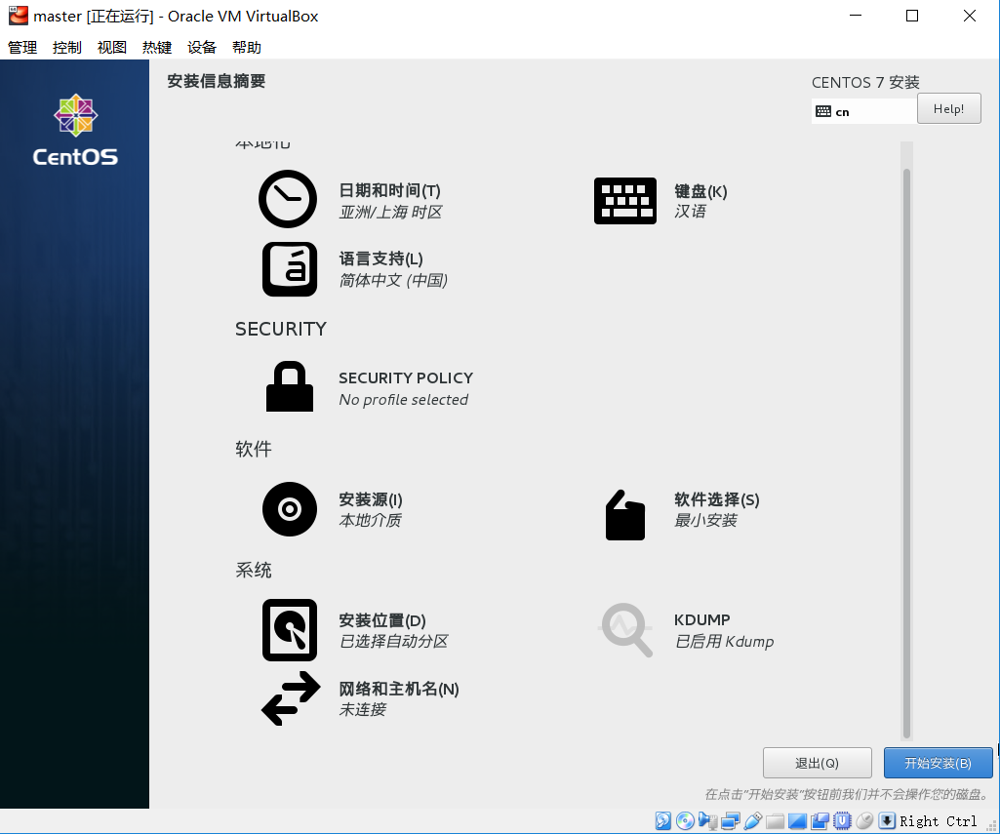 master [正在运行] - Oracle VM VirtualBox
管理 控制 视图 热键 设备 帮助
CentOS
安装信息摘要
CENTOS 7 安装
cn
Help!
本地化
日期和时间(T)
亚洲/上海 时区
键盘(K)
汉语
语言支持(L)
简体中文 (中国)
SECURITY
SECURITY POLICY
No profile selected
软件
安装源(I)
本地介质
软件选择(S)
最小安装
系统
安装位置(D)
已选择自动分区
KDUMP
已启用 Kdump
网络和主机名(N)
未连接
退出(Q)
开始安装(B)
在点击"开始安装"按钮前我们并不会操作您的磁盘。
Right Ctrl